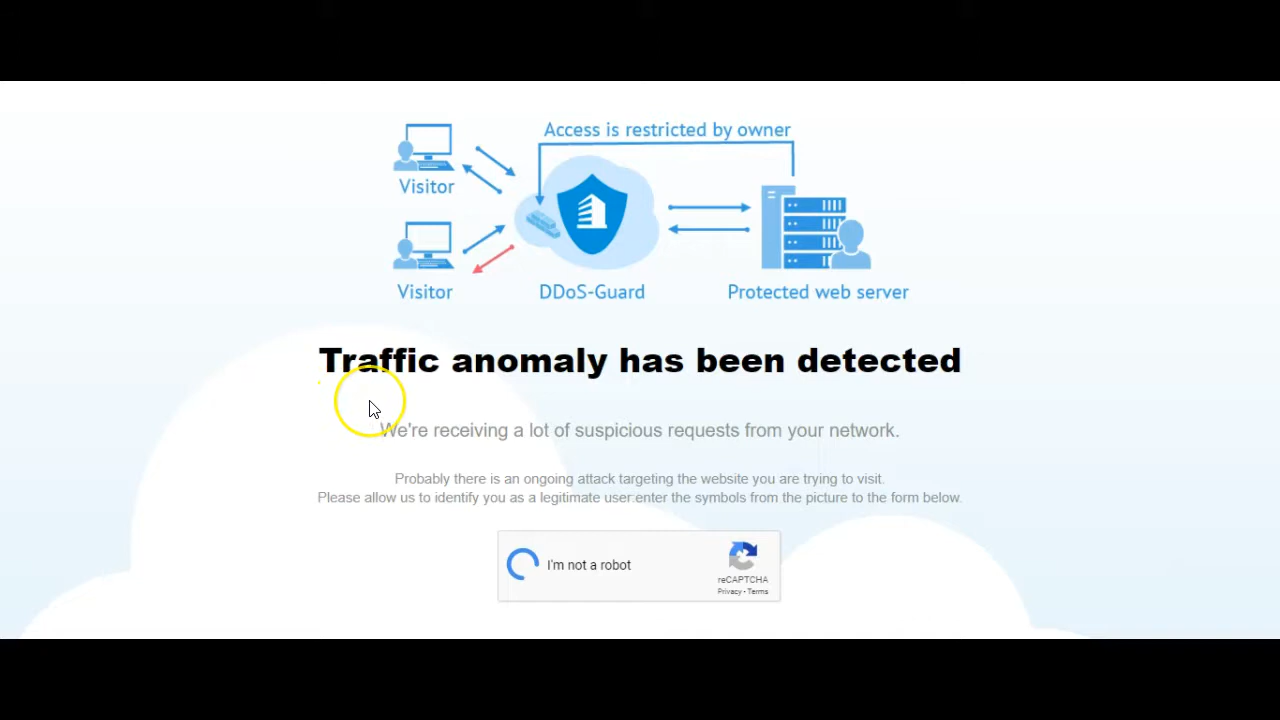 Access is restricted by owner
Visitor
Visitor
DDoS-Guard
Protected web server
Traffic anomaly has been detected
We're receiving a lot of suspicious requests from your network.
Probably there is an ongoing attack targeting the website you are trying to visit.
Please allow us to identify you as a legitimate user:enter the symbols from the picture to the form below.
I'm not a robot
reCAPTCHA
Privacy - Terms